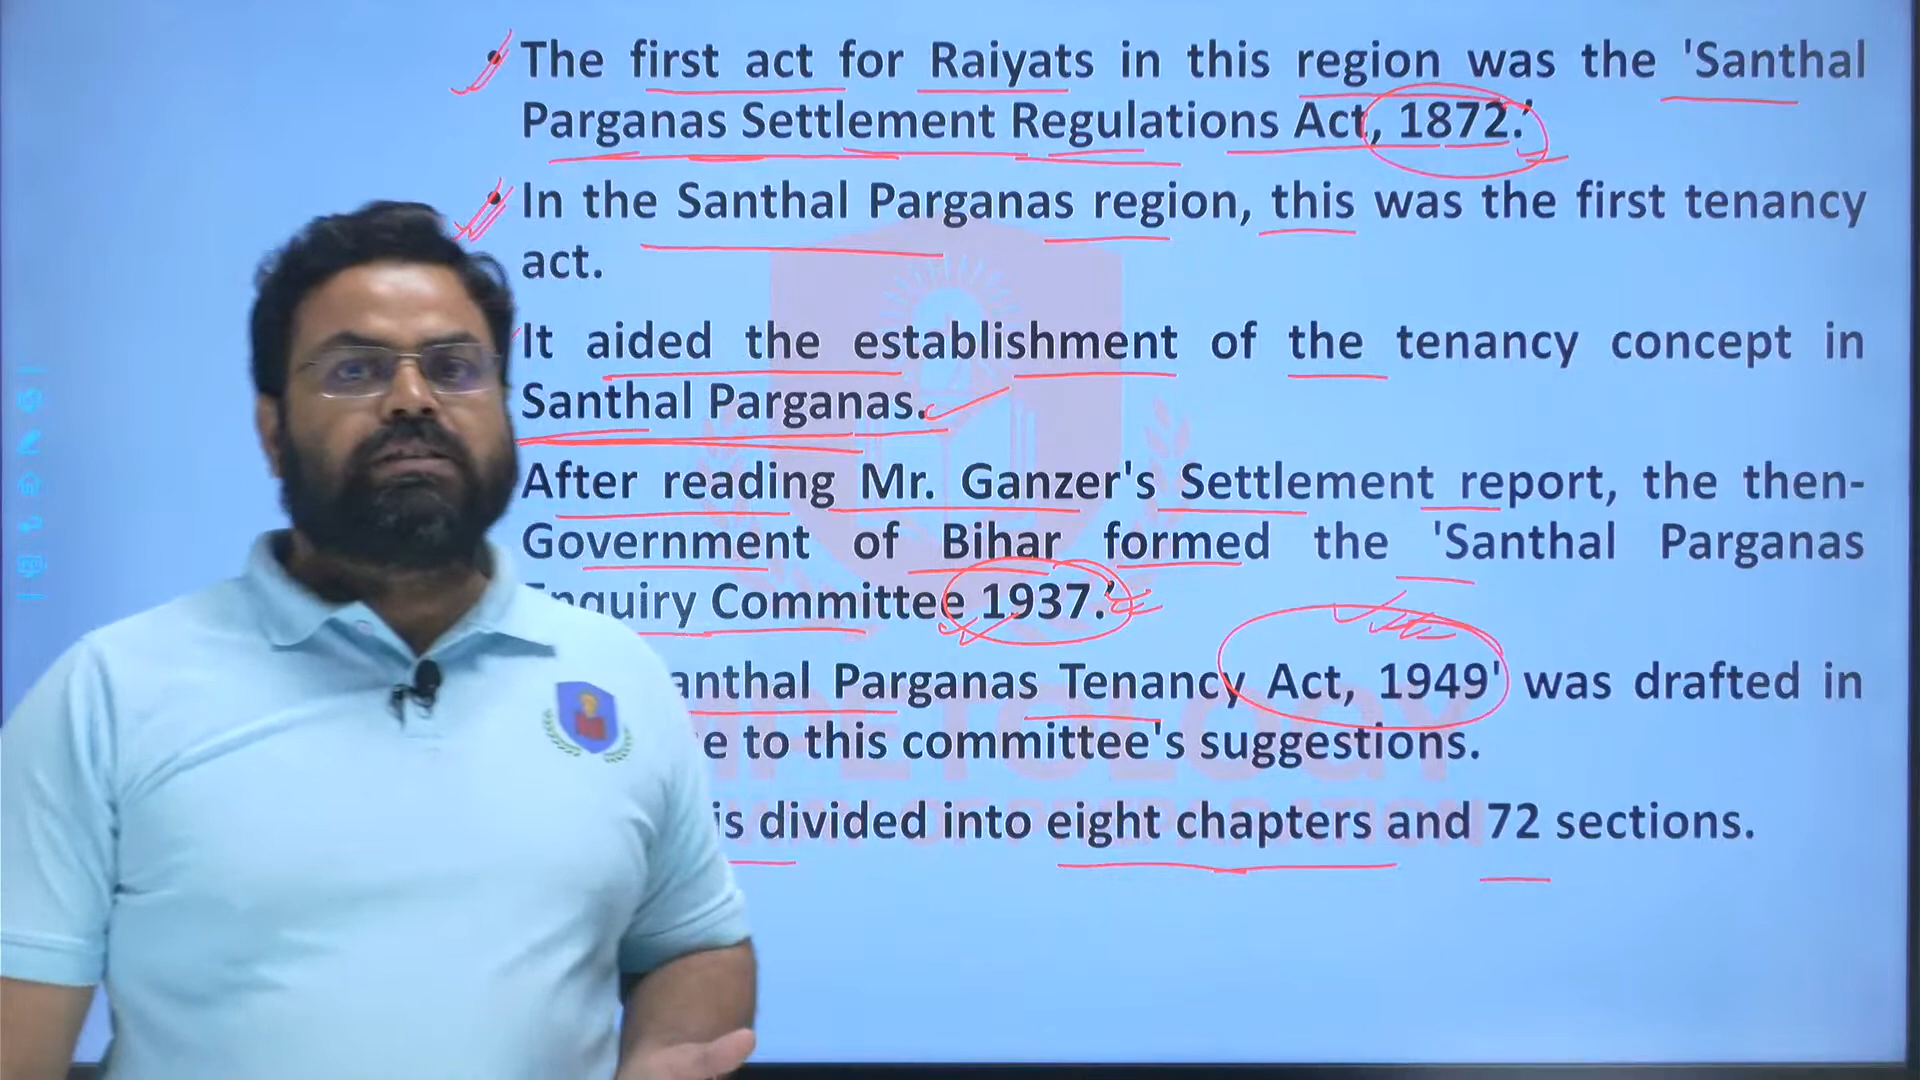 The first act for Raiyats in this region was the 'Santhal
Parganas Settlement Regulations Act, 1872.'
In the Santhal Parganas region, this was the first tenancy
act.
It aided the establishment of the tenancy concept in
Santhal Parganas.
After reading Mr. Ganzer's Settlement report, the then-
Government of Bihar formed the 'Santhal Parganas
Committee 1937.'
Parganas Tenancy Act, 1949' was drafted in
to this committee's suggestions.
is divided into eight chapters and 72 sections.